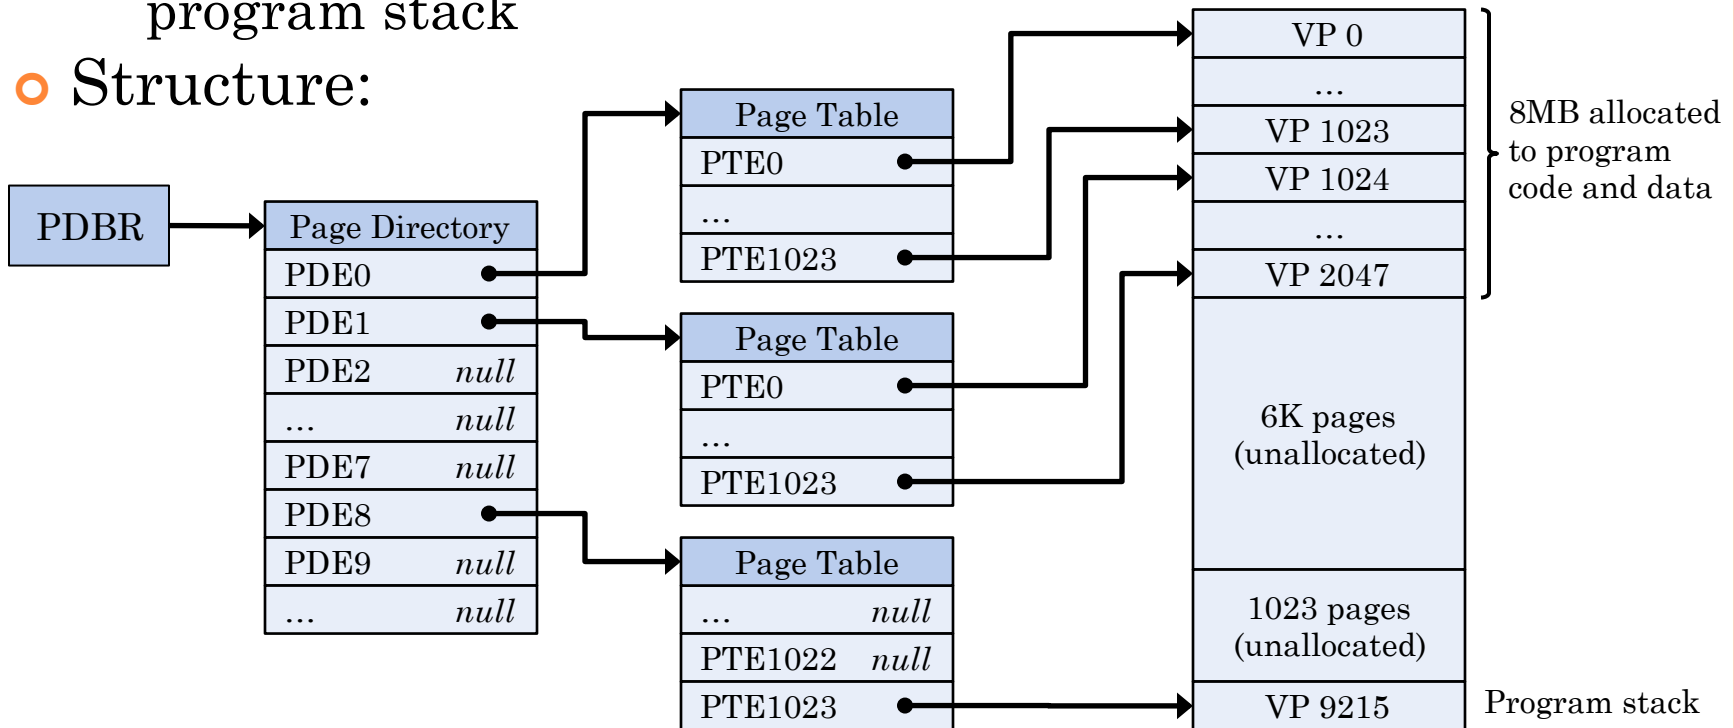 program stack
Structure:
PDBR
Page Directory
PDE0
PDE1
PDE2 null
... null
PDE7 null
PDE8
PDE9 null
... null
Page Table
PTE0
...
PTE1023
Page Table
PTE0
...
PTE1023
Page Table
... null
PTE1022 null
PTE1023
VP 0
...
VP 1023
VP 1024
...
VP 2047
6K pages
(unallocated)
1023 pages
(unallocated)
VP 9215
8MB allocated
to program
code and data
Program stack